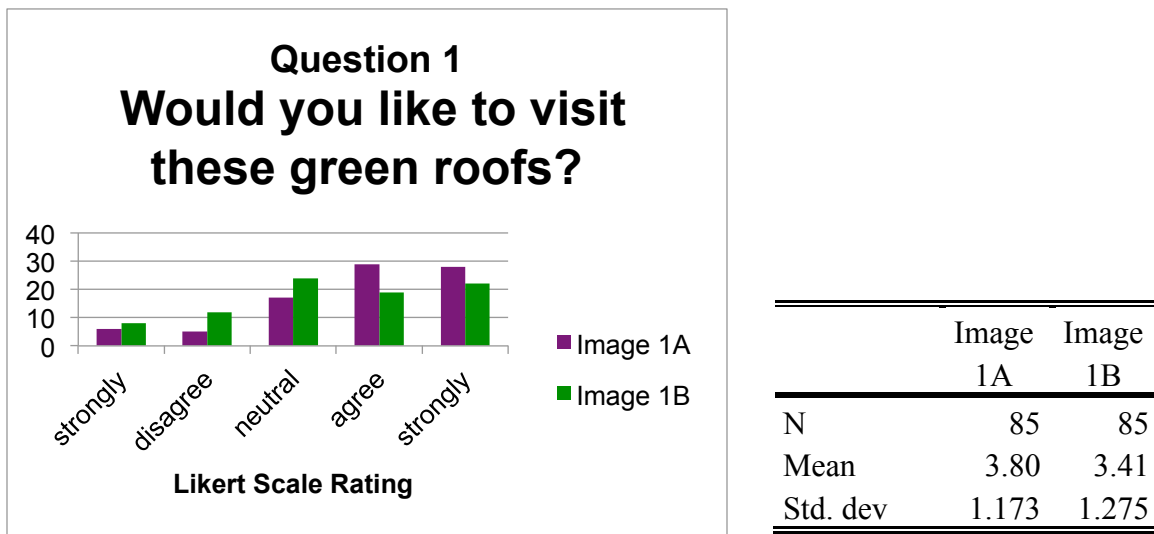 Question 1
Would you like to visit
these green roofs?
40
30
20
10
0
strongly
disagree
neutral
agree
strongly
Likert Scale Rating
Image 1A
Image 1B
Image Image
1A 1B
N 85 85
Mean 3.80 3.41
Std. dev 1.173 1.275